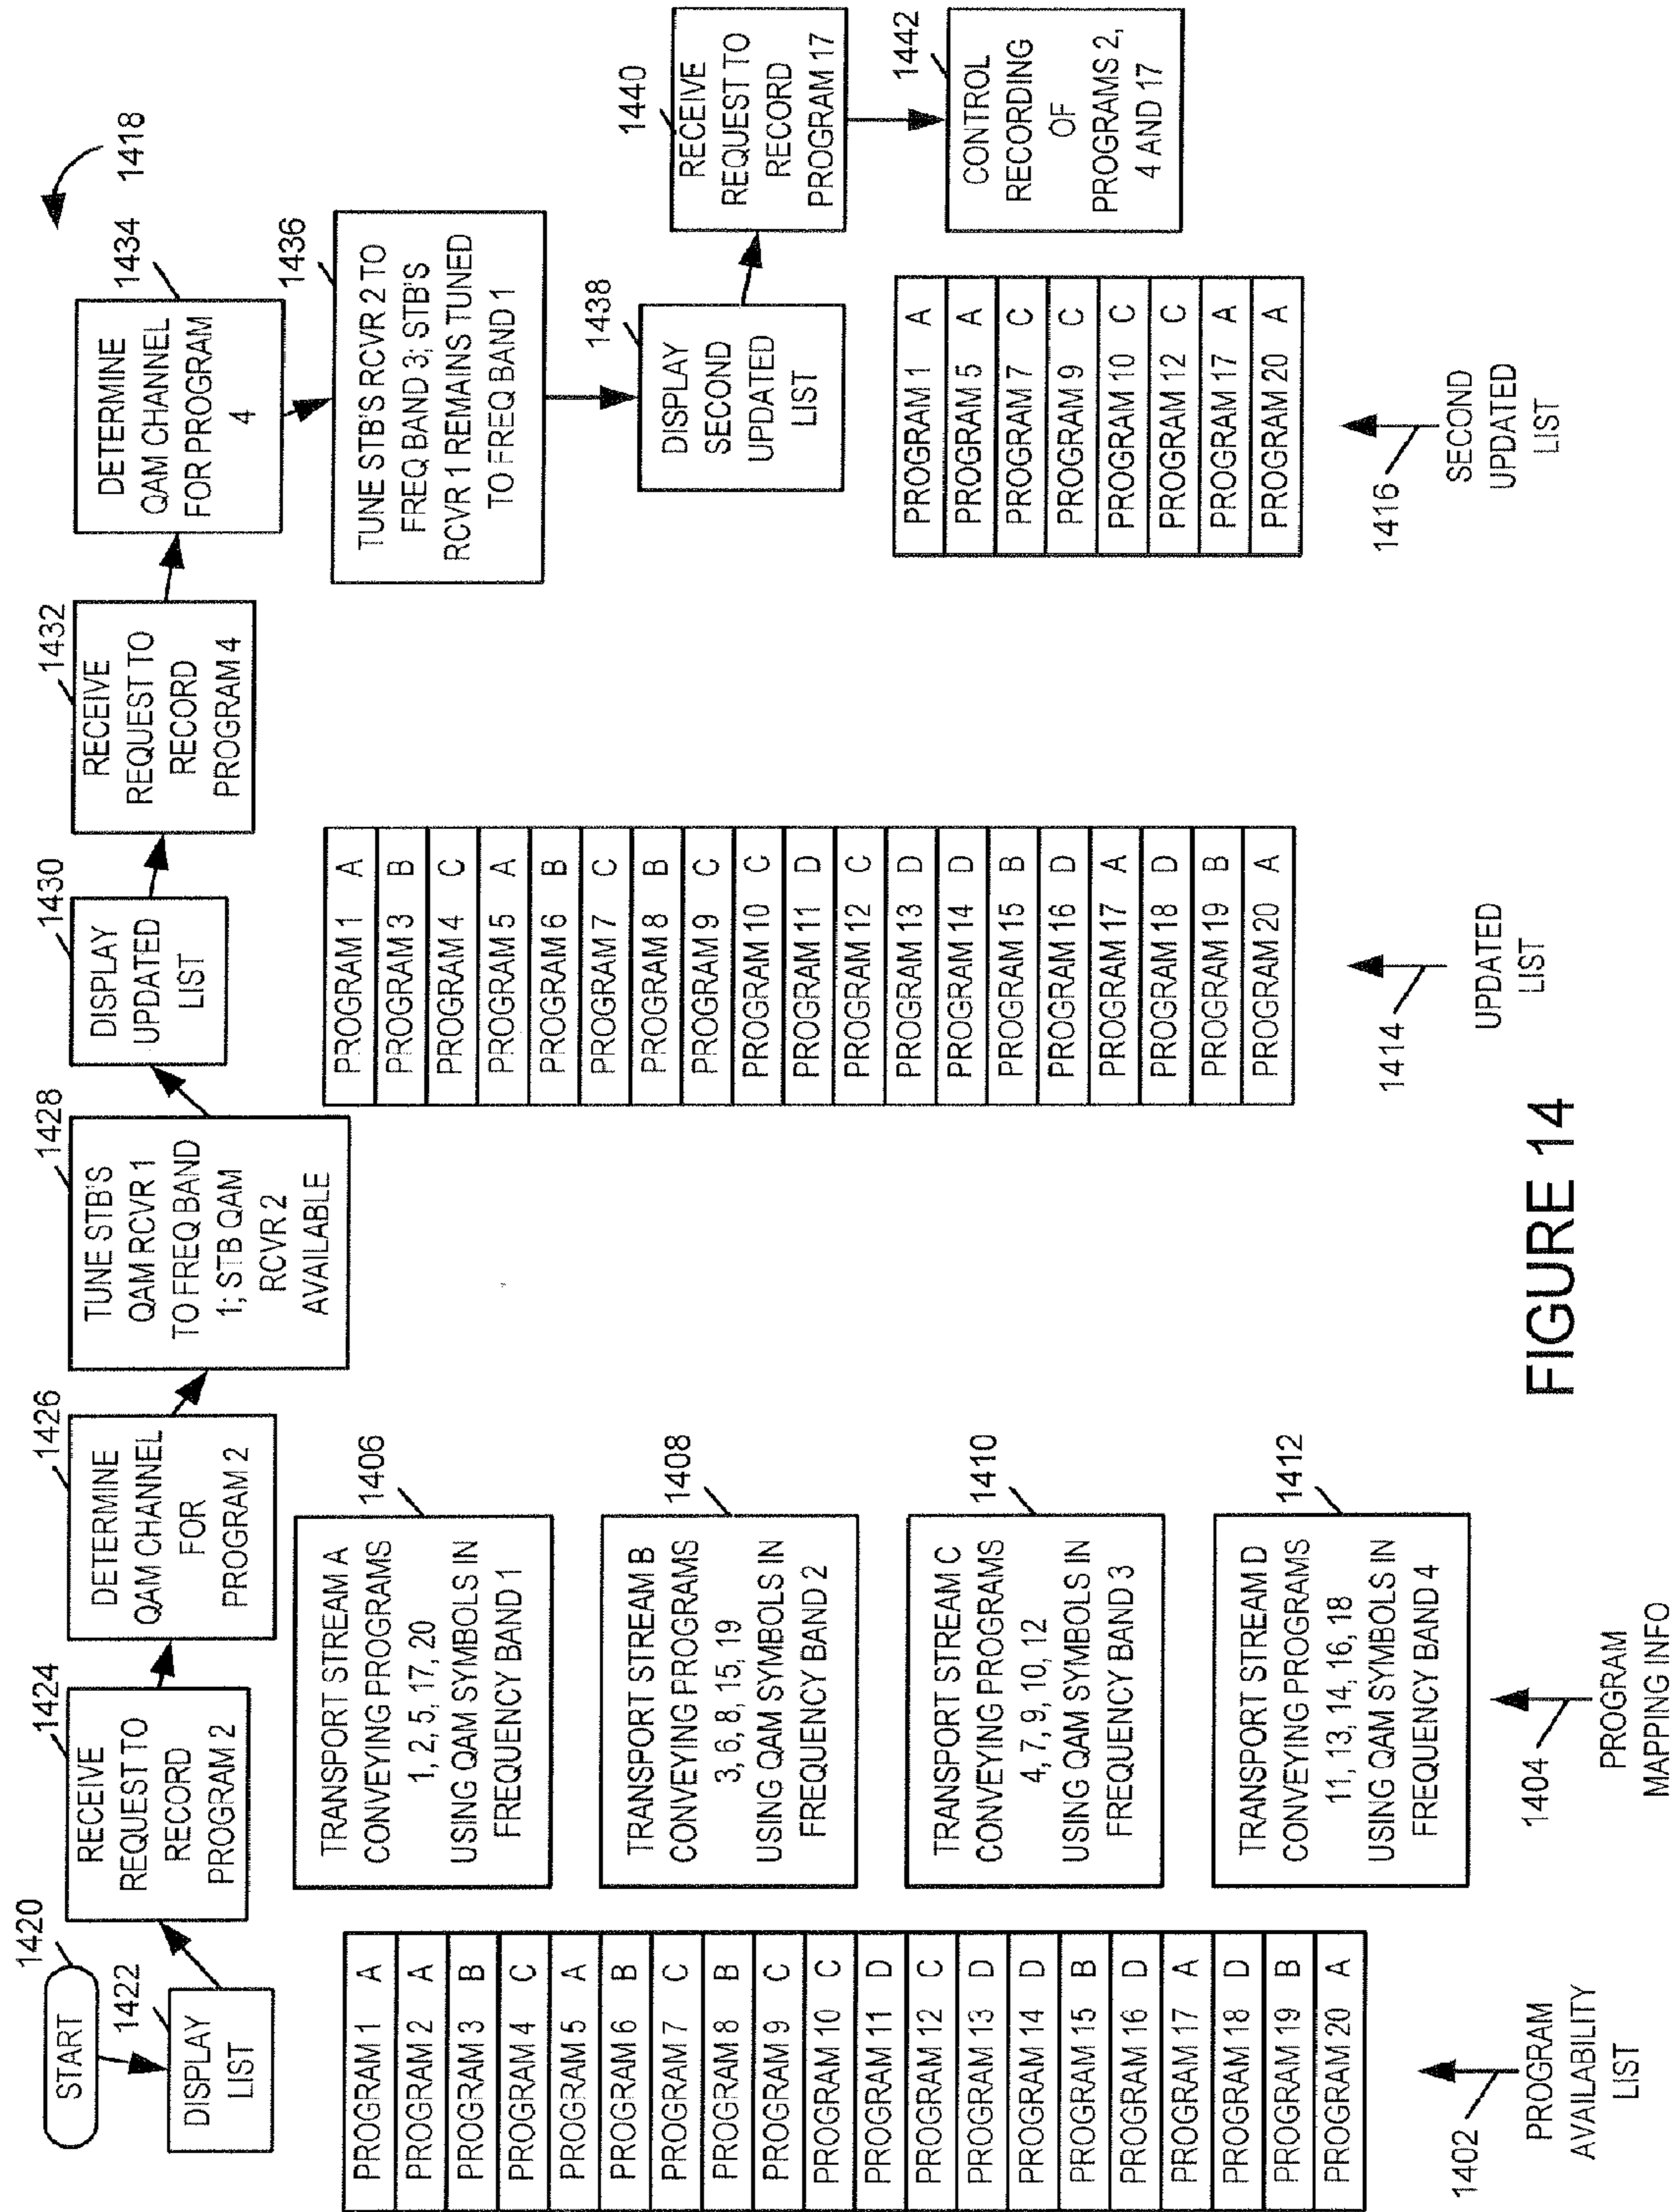 1418
START
1420
DISPLAY
LIST
1422
RECEIVE
REQUEST TO
RECORD
PROGRAM 2
1424
DETERMINE
QAM CHANNEL
FOR
PROGRAM 2
1426
TUNE STB'S
QAM RCVR 1
TO FREQ BAND
1; STB QAM
RCVR 2
AVAILABLE
1428
DISPLAY
UPDATED
LIST
1430
RECEIVE
REQUEST TO
RECORD
PROGRAM 4
1432
DETERMINE
QAM CHANNEL
FOR PROGRAM
4
1434
TUNE STB'S RCVR 2 TO
FREQ BAND 3; STB'S
RCVR 1 REMAINS TUNED
TO FREQ BAND 1
1436
DISPLAY
SECOND
UPDATED
LIST
1438
RECEIVE
REQUEST TO
RECORD
PROGRAM 17
1440
CONTROL
RECORDING
OF
PROGRAMS 2,
4 AND 17
1442
PROGRAM 1 A
PROGRAM 2 A
PROGRAM 3 B
PROGRAM 4 C
PROGRAM 5 A
PROGRAM 6 B
PROGRAM 7 C
PROGRAM 8 B
PROGRAM 9 C
PROGRAM 10 C
PROGRAM 11 D
PROGRAM 12 C
PROGRAM 13 D
PROGRAM 14 D
PROGRAM 15 B
PROGRAM 16 D
PROGRAM 17 A
PROGRAM 18 D
PROGRAM 19 B
PROGRAM 20 A
1402
PROGRAM
AVAILABILITY
LIST
TRANSPORT STREAM A
CONVEYING PROGRAMS
1, 2, 5, 17, 20
USING QAM SYMBOLS IN
FREQUENCY BAND 1
1406
TRANSPORT STREAM B
CONVEYING PROGRAMS
3, 6, 8, 15, 19
USING QAM SYMBOLS IN
FREQUENCY BAND 2
1408
TRANSPORT STREAM C
CONVEYING PROGRAMS
4, 7, 9, 10, 12
USING QAM SYMBOLS IN
FREQUENCY BAND 3
1410
TRANSPORT STREAM D
CONVEYING PROGRAMS
11, 13, 14, 16, 18
USING QAM SYMBOLS IN
FREQUENCY BAND 4
1412
1404
PROGRAM
MAPPING INFO
PROGRAM 1 A
PROGRAM 3 B
PROGRAM 4 C
PROGRAM 5 A
PROGRAM 6 B
PROGRAM 7 C
PROGRAM 8 B
PROGRAM 9 C
PROGRAM 10 C
PROGRAM 11 D
PROGRAM 12 C
PROGRAM 13 D
PROGRAM 14 D
PROGRAM 15 B
PROGRAM 16 D
PROGRAM 17 A
PROGRAM 18 D
PROGRAM 19 B
PROGRAM 20 A
1414
UPDATED
LIST
PROGRAM 1 A
PROGRAM 5 A
PROGRAM 7 C
PROGRAM 9 C
PROGRAM 10 C
PROGRAM 12 C
PROGRAM 17 A
PROGRAM 20 A
1416
SECOND
UPDATED
LIST
FIGURE 14